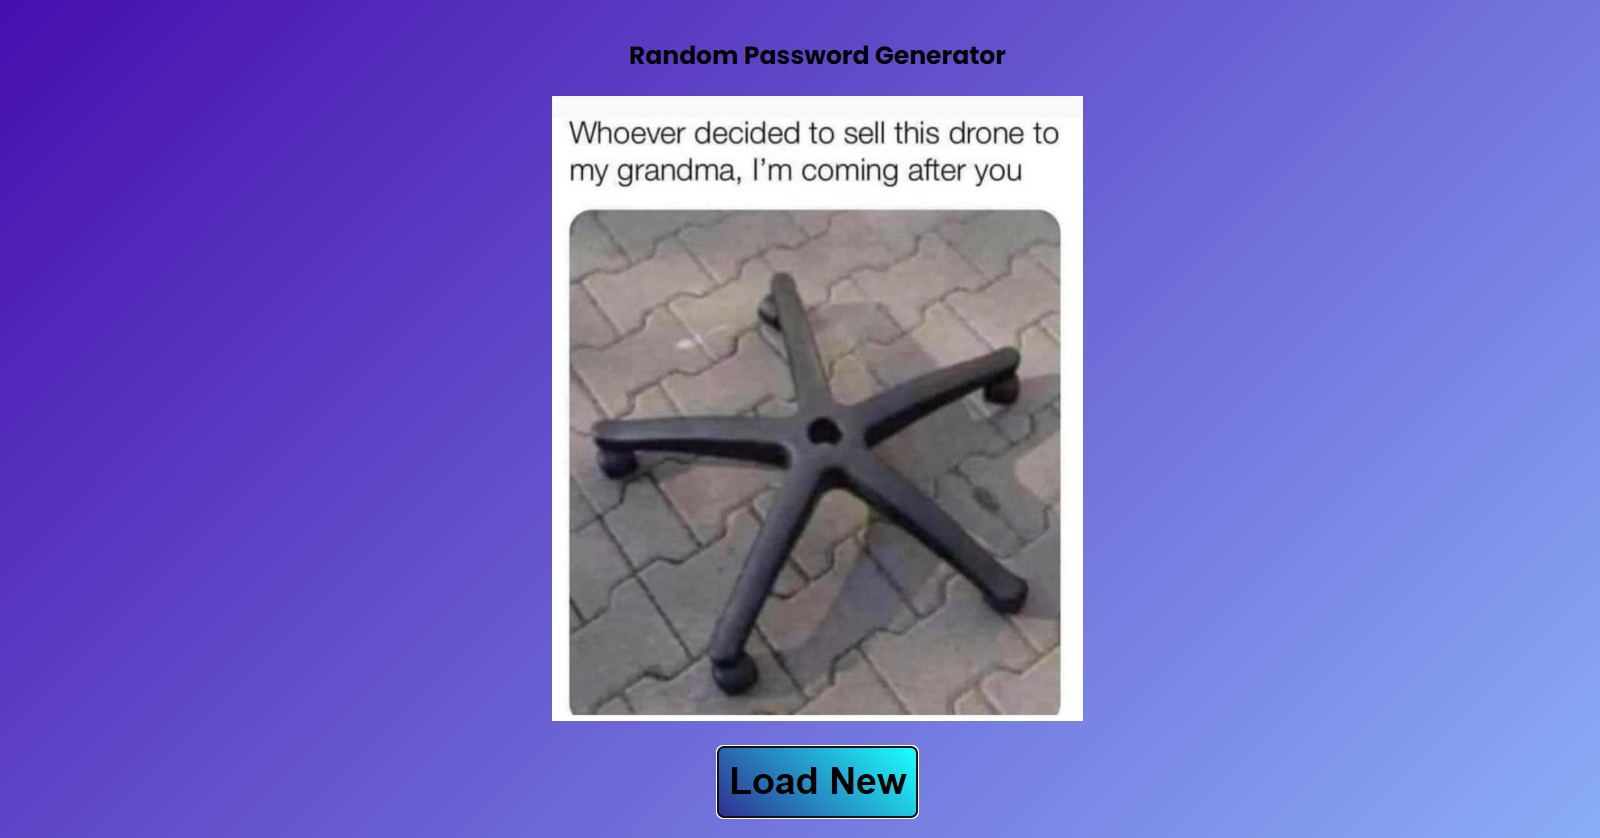 Random Password Generator
Whoever decided to sell this drone to
my grandma, I'm coming after you
Load New